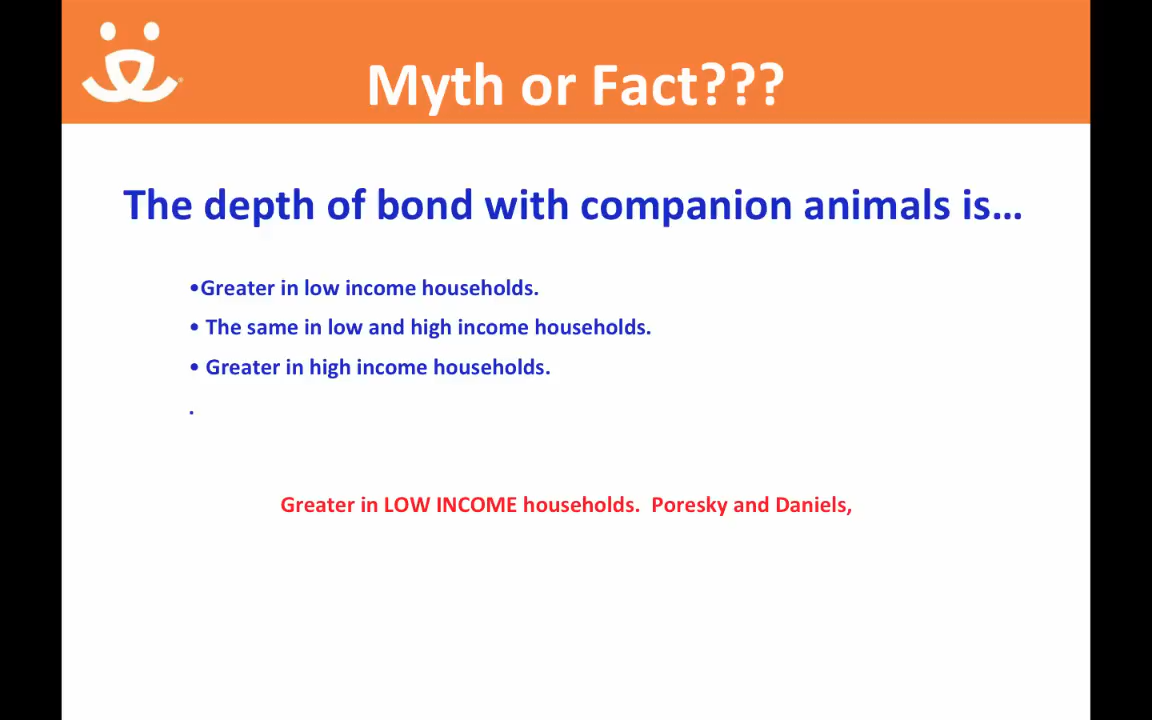 Myth or Fact???
The depth of bond with companion animals is…
•Greater in low income households.
• The same in low and high income households.
• Greater in high income households.
.
Greater in LOW INCOME households.  Poresky and Daniels,